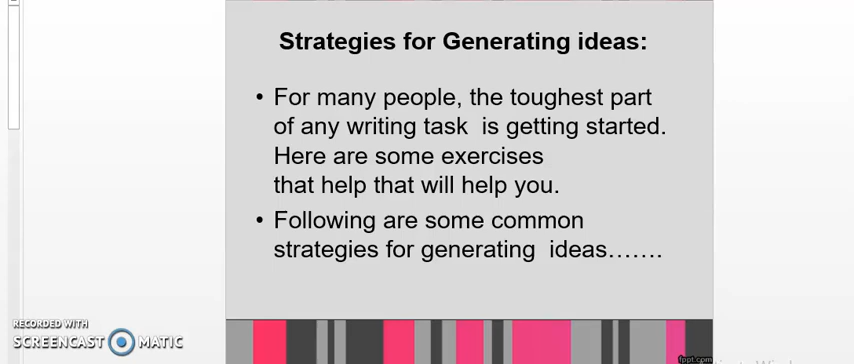 Strategies for Generating ideas:
• For many people, the toughest part
of any writing task is getting started.
Here are some exercises
that help that will help you.
• Following are some common
strategies for generating ideas…….
RECORDED WITH
SCREENCAST MATIC
fppt.com